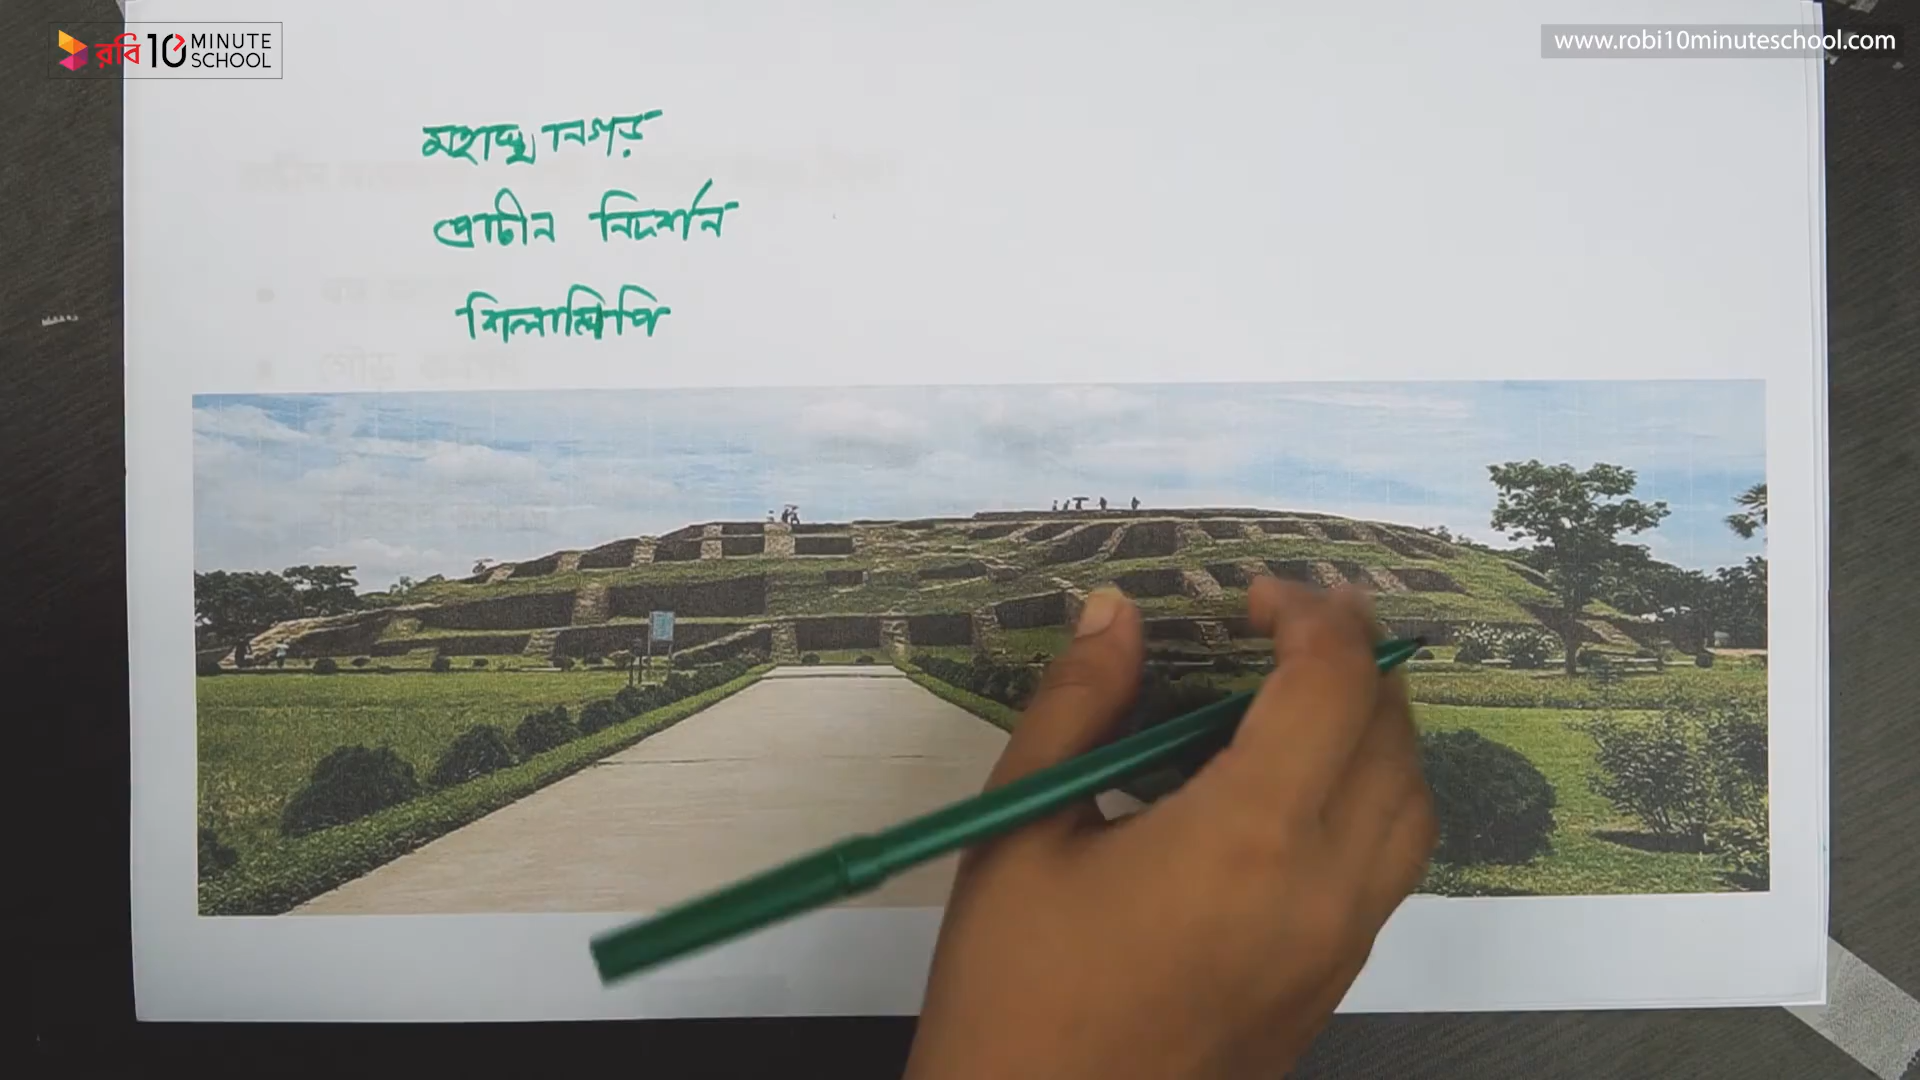 রবি 10 MINUTE SCHOOL
www.robi10minuteschool.com
মহাস্থানগড়
প্রাচীন নিদর্শন
শিলালিপি